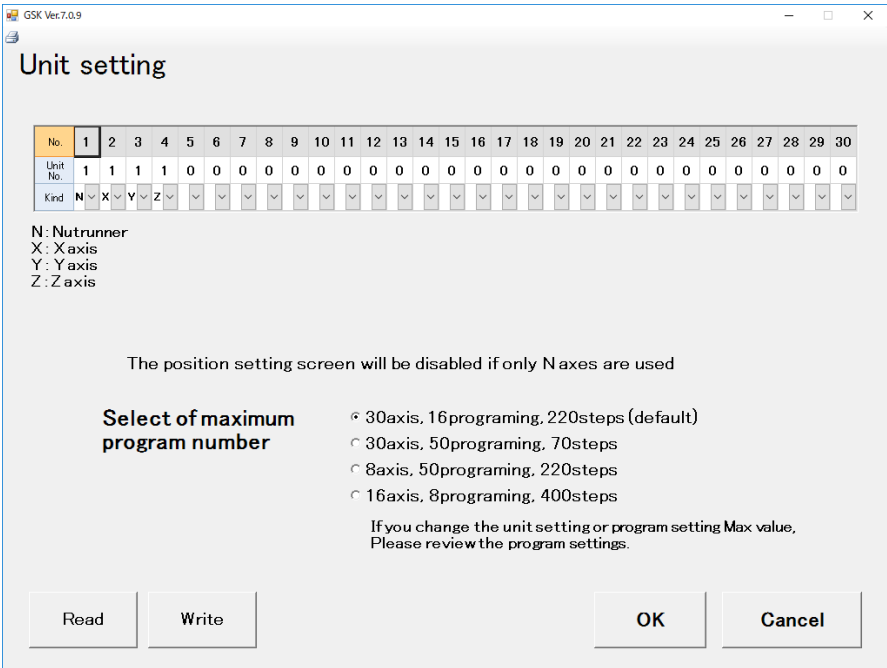 GSK Ver.7.0.9
Unit setting
No. 1 2 3 4 5 6 7 8 9 10 11 12 13 14 15 16 17 18 19 20 21 22 23 24 25 26 27 28 29 30
Unit No. 1 1 1 1 0 0 0 0 0 0 0 0 0 0 0 0 0 0 0 0 0 0 0 0 0 0 0 0 0 0
Kind N X Y Z
N:Nutrunner
X:Xaxis
Y:Yaxis
Z:Zaxis
The position setting screen will be disabled if only N axes are used
Select of maximum
program number
30axis, 16programing, 220steps (default)
30axis, 50programing, 70steps
8axis, 50programing, 220steps
16axis, 8programing, 400steps
If you change the unit setting or program setting Max value,
Please review the program settings.
Read Write OK Cancel